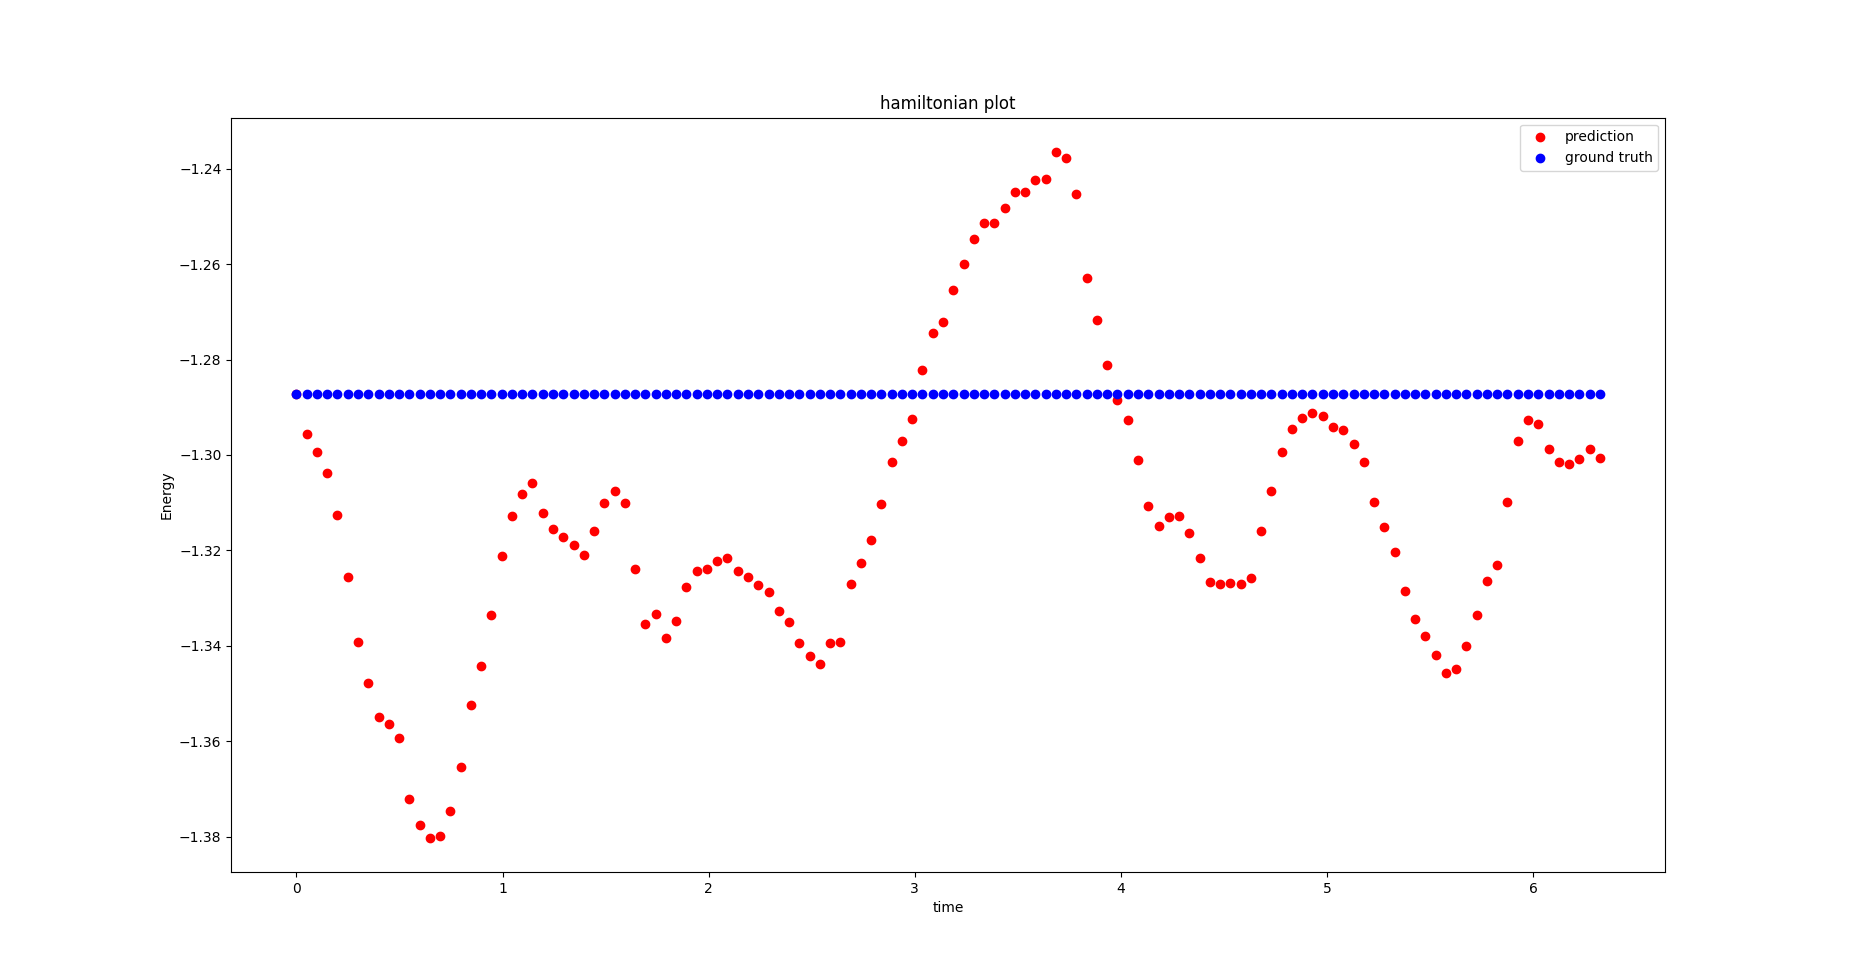 hamiltonian plot
prediction
ground truth
−1.24
−1.26
−1.28
−1.30
−1.32
−1.34
−1.36
−1.38
Energy
0 1 2 3 4 5 6
time